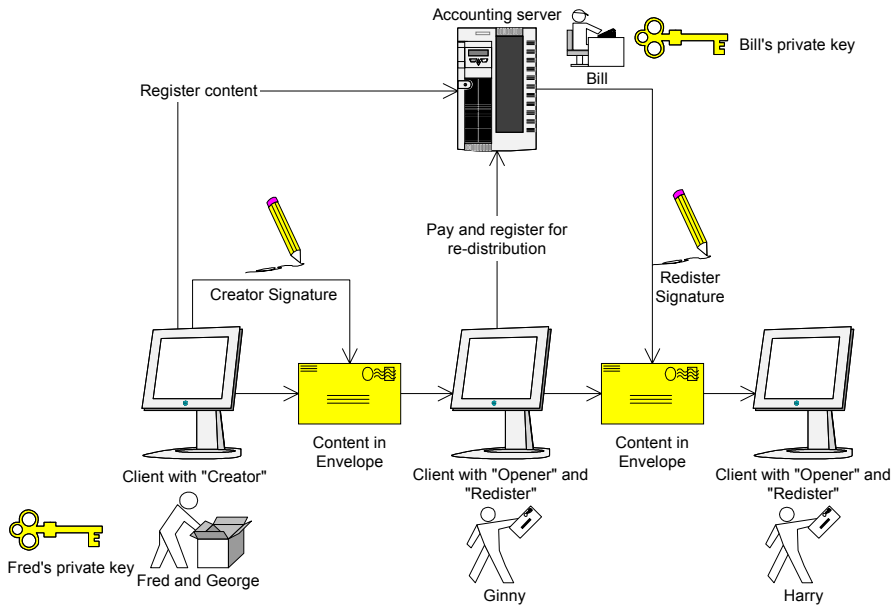 Accounting server
Bill
Bill's private key
Register content
Pay and register for
re-distribution
Creator Signature
Redister
Signature
Content in
Envelope
Content in
Envelope
Client with "Creator"
Client with "Opener" and
"Redister"
Client with "Opener" and
"Redister"
Fred's private key
Fred and George
Ginny
Harry